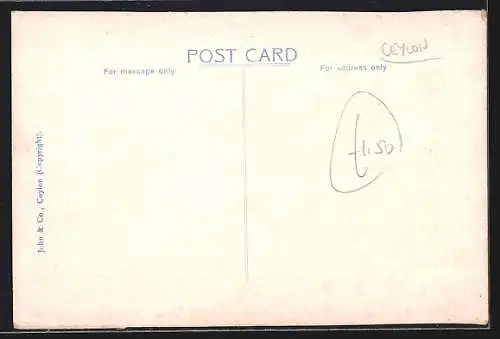 POST CARD
CEYLON
For message only
For address only
£1.50
John & Co., Ceylon (Copyright).